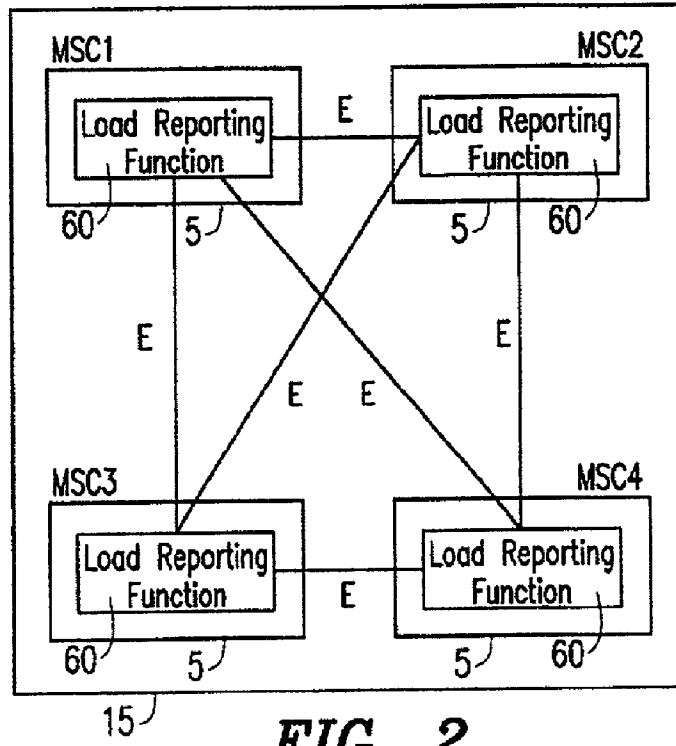 MSC1
MSC2
Load Reporting
Function
E
Load Reporting
Function
60
5
5
60
E
E
E
E
MSC3
MSC4
Load Reporting
Function
E
Load Reporting
Function
60
5
5
60
15
FIG. 2